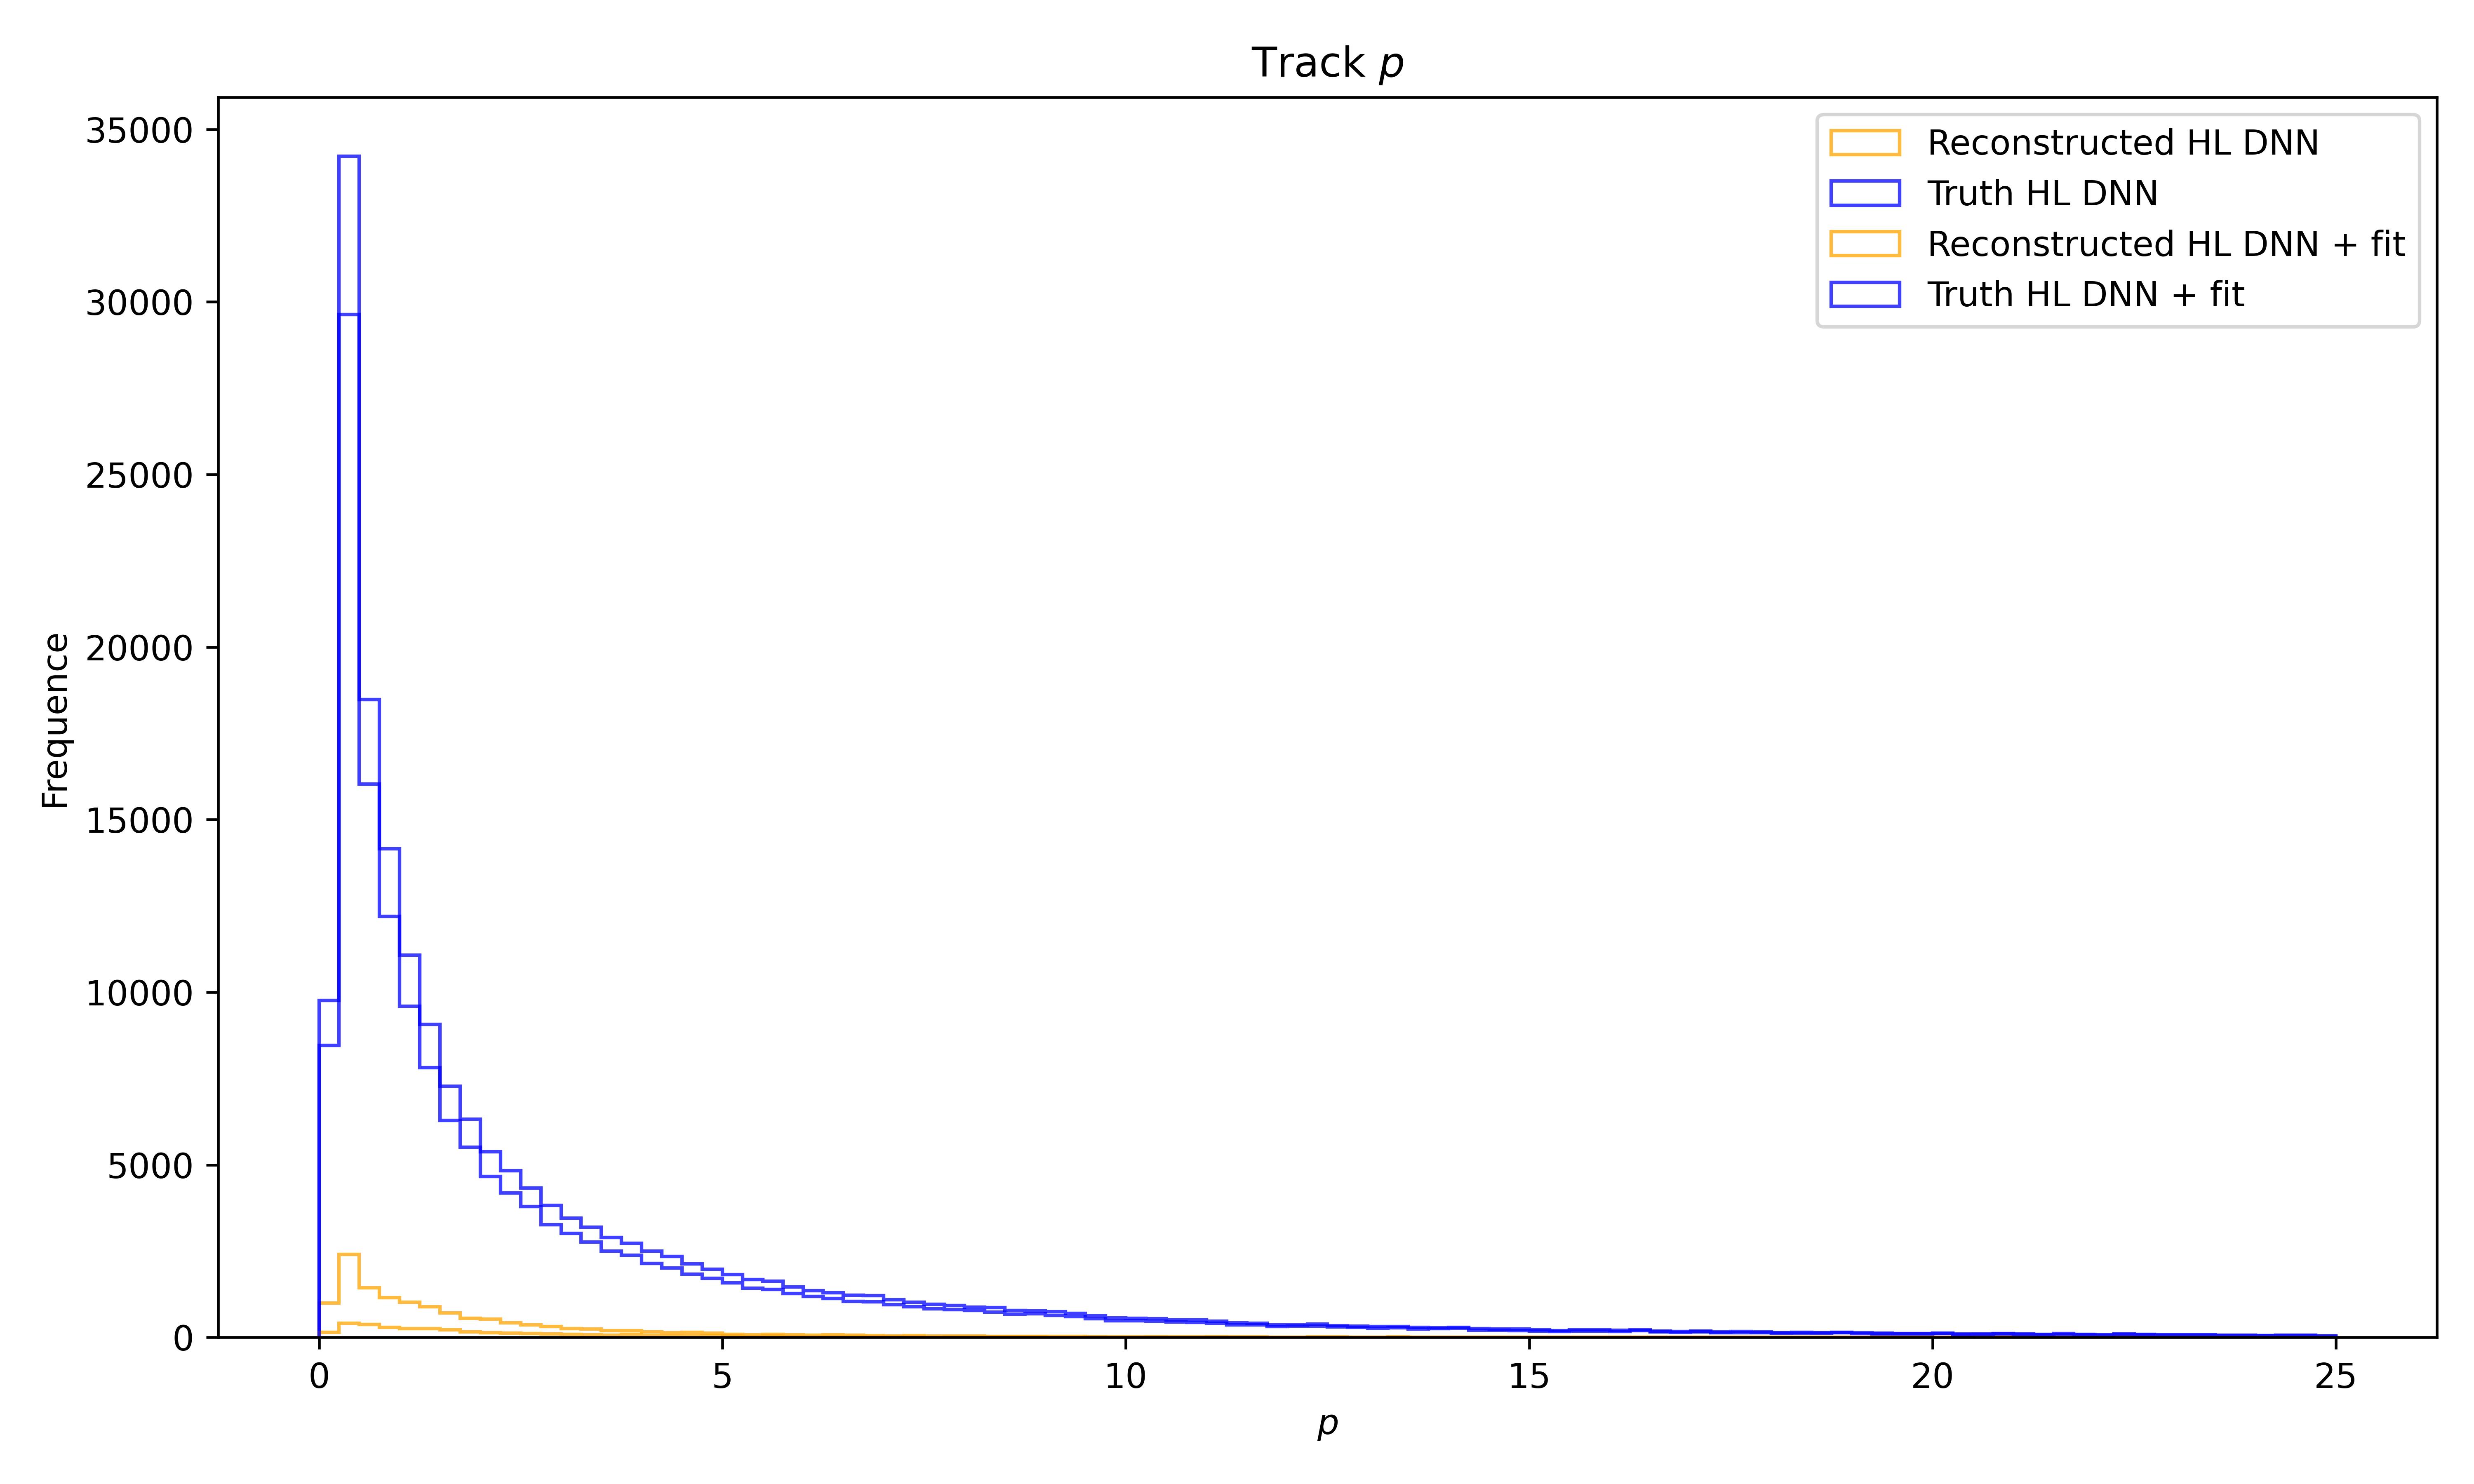 Track p
35000
30000
25000
20000
15000
10000
5000
0
Frequence
Reconstructed HL DNN
Truth HL DNN
Reconstructed HL DNN + fit
Truth HL DNN + fit
0 5 10 15 20 25
p